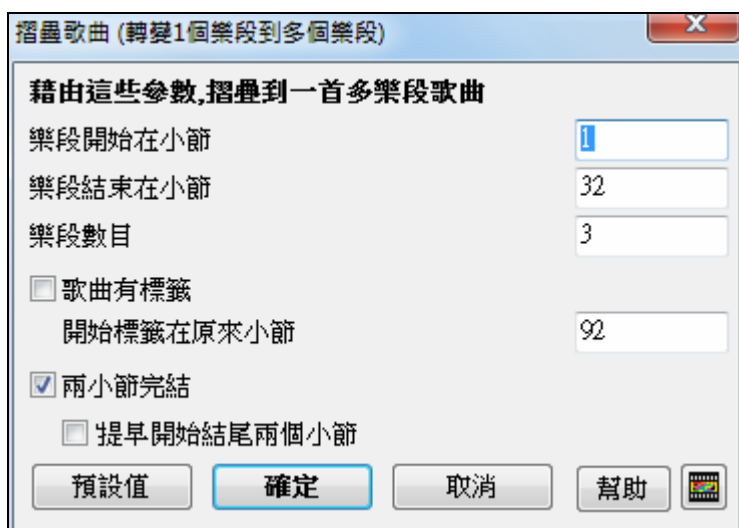 摺疊歌曲 (轉變1個樂段到多個樂段)
藉由這些參數,摺疊到一首多樂段歌曲
樂段開始在小節 1
樂段結束在小節 32
樂段數目 3
歌曲有標籤
開始標籤在原來小節 92
兩小節完結
'提早開始結尾兩個小節
預設值 確定 取消 幫助